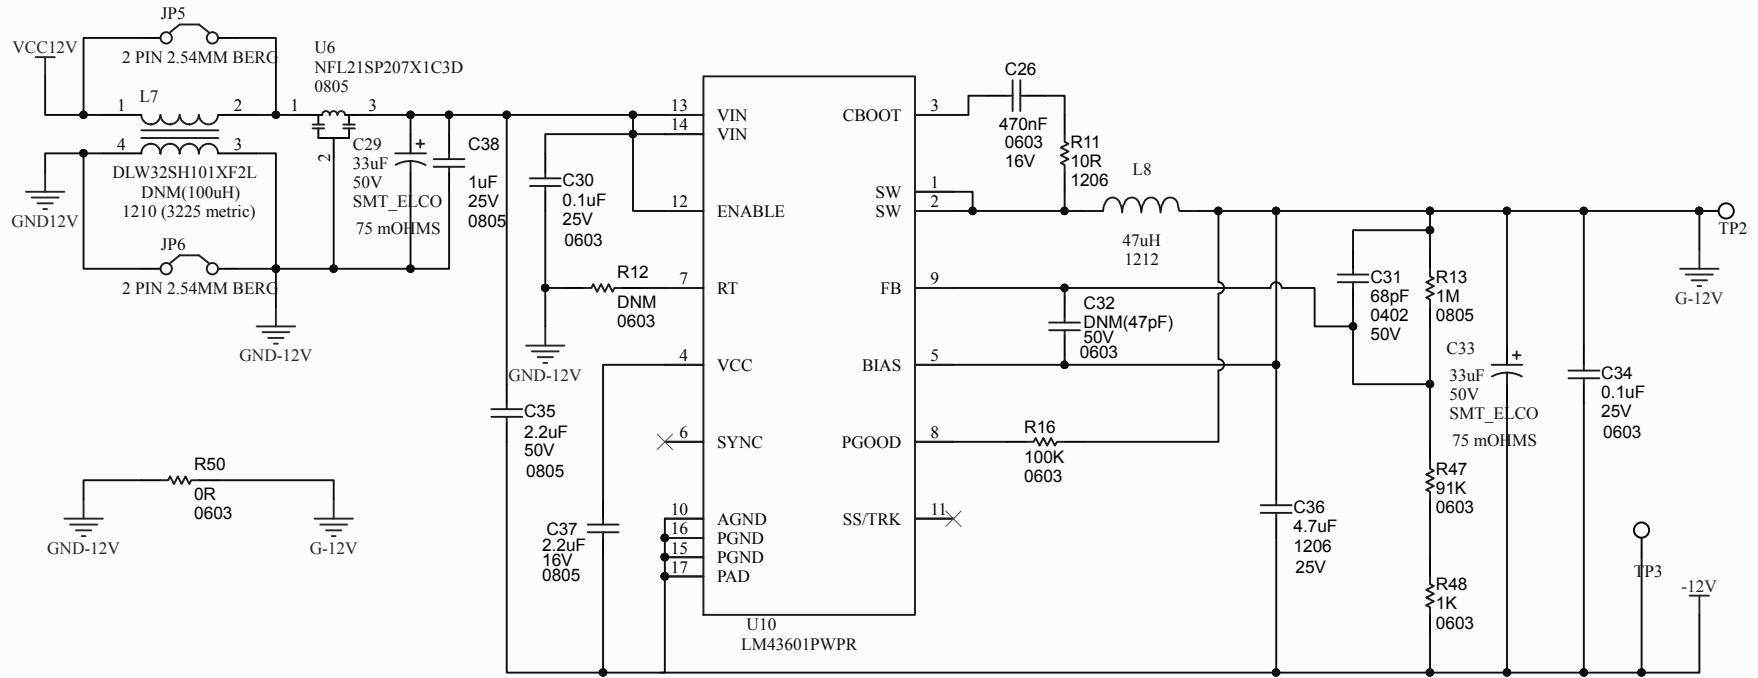 JP5
VCC12V
2 PIN 2.54MM BERG
U6
NFL21SP207X1C3D
0805
L7
1
2
1
3
4
3
2
DLW32SH101XF2L
DNM(100uH)
1210 (3225 metric)
GND12V
JP6
2 PIN 2.54MM BERG
GND-12V
C29
33uF
50V
SMT_ELCO
75 mOHMS
C38
1uF
25V
0805
C30
0.1uF
25V
0603
R12
DNM
0603
GND-12V
C35
2.2uF
50V
0805
C37
2.2uF
16V
0805
R50
0R
0603
GND-12V
G-12V
13
VIN
14
VIN
12
ENABLE
7
RT
4
VCC
6
SYNC
10
AGND
16
PGND
15
PGND
17
PAD
CBOOT
3
SW
1
SW
2
FB
9
BIAS
5
PGOOD
8
SS/TRK
11
U10
LM43601PWPR
C26
470nF
0603
16V
R11
10R
1206
L8
47uH
1212
C32
DNM(47pF)
50V
0603
R16
100K
0603
C36
4.7uF
1206
25V
C31
68pF
0402
50V
R13
1M
0805
C33
33uF
50V
SMT_ELCO
75 mOHMS
R47
91K
0603
R48
1K
0603
C34
0.1uF
25V
0603
TP2
G-12V
TP3
-12V